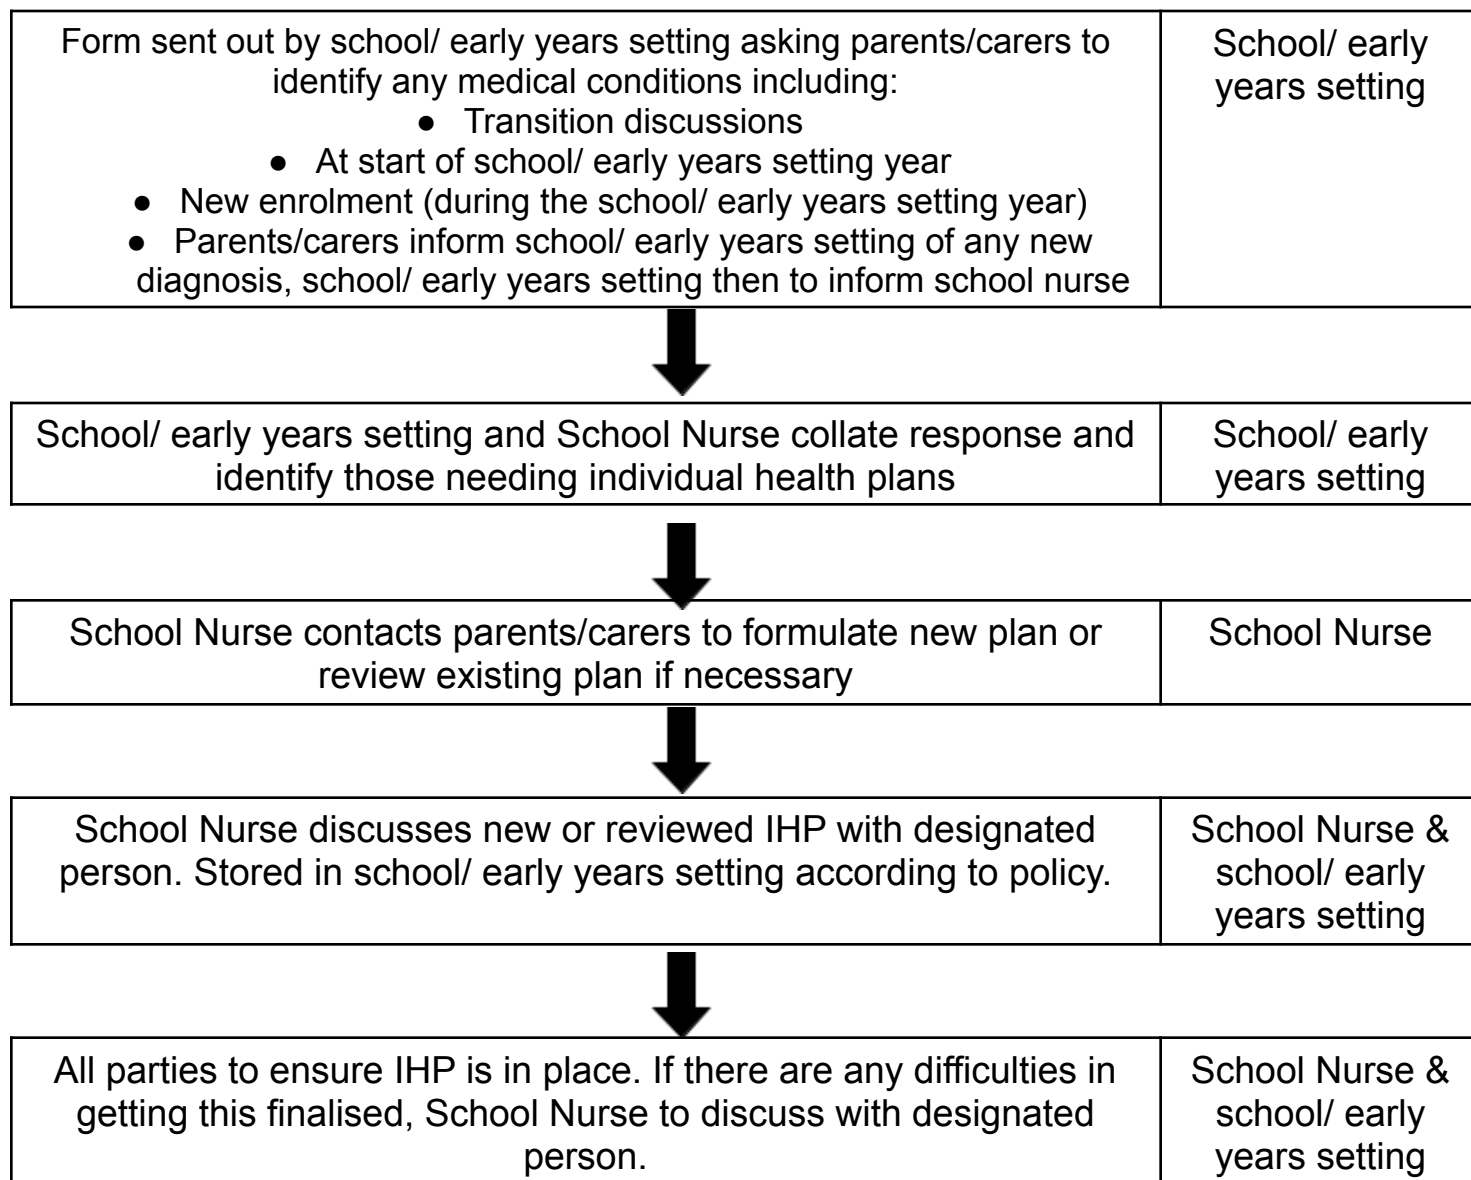 Form sent out by school/ early years setting asking parents/carers to
identify any medical conditions including:
● Transition discussions
● At start of school/ early years setting year
● New enrolment (during the school/ early years setting year)
● Parents/carers inform school/ early years setting of any new
diagnosis, school/ early years setting then to inform school nurse
School/ early
years setting
School/ early years setting and School Nurse collate response and
identify those needing individual health plans
School/ early
years setting
School Nurse contacts parents/carers to formulate new plan or
review existing plan if necessary
School Nurse
School Nurse discusses new or reviewed IHP with designated
person. Stored in school/ early years setting according to policy.
School Nurse &
school/ early
years setting
All parties to ensure IHP is in place. If there are any difficulties in
getting this finalised, School Nurse to discuss with designated
person.
School Nurse &
school/ early
years setting